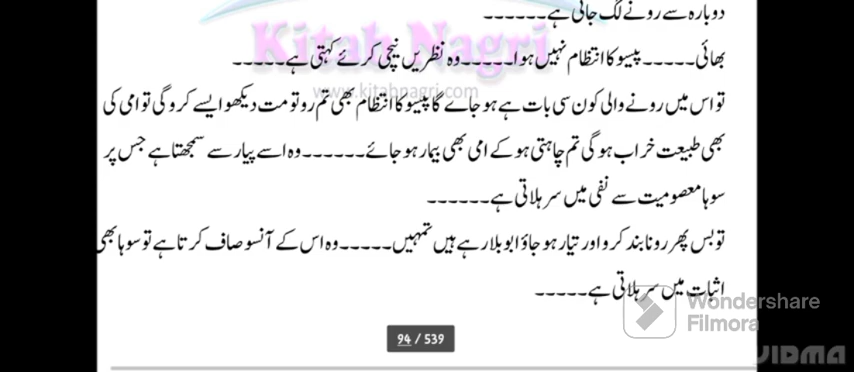 دوبارہ سے رونے لگ جاتی ہے۔۔۔۔۔۔
Kitab Nagri
بھائی۔۔۔۔۔ پیسو کا انتظام نہیں ہوا۔۔۔۔۔۔وہ نظریں نیچی کرئے کہتی ہے۔۔۔۔۔
www.kitabnagri.com
تو اس میں رونے والی کون سی بات ہے ہو جاے گا پیسو کا انتظام بھی تم رو تو مت دیکھو ایسے کرو گی تو امی کی
بھی طبیعت خراب ہو گی تم چاہتی ہو کے امی بھی بیمار ہو جائے۔۔۔۔۔۔وہ اسے پیار سے سمجھتا ہے جس پر
سوہا معصومیت سے نفی میں سر ہلاتی ہے۔۔۔۔۔۔
تو بس پھر رونا بند کرو اور تیار ہو جاؤ ابو بلا رہے ہیں تمہیں۔۔۔۔۔وہ اس کے آنسو صاف کرتا ہے تو سوہا بھی
اثبات میں سر ہلاتی ہے۔۔۔۔۔
Wondershare
Filmora
94 / 539
VIDMA